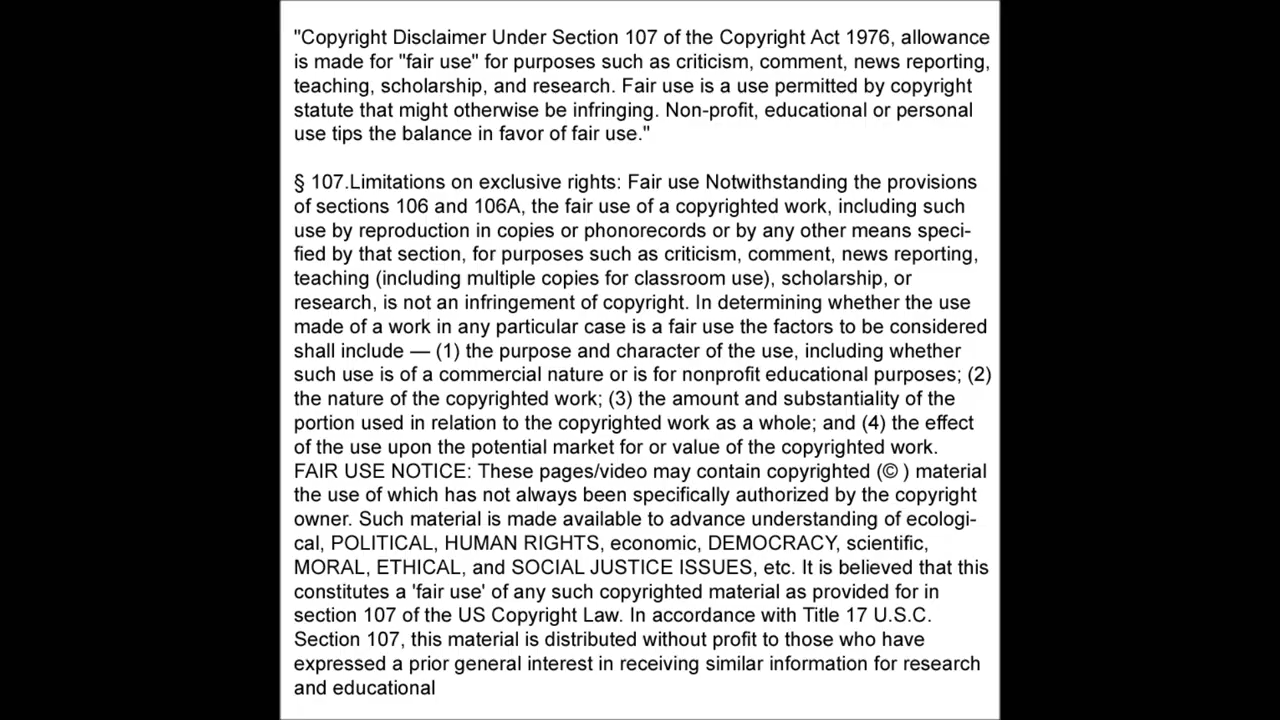 "Copyright Disclaimer Under Section 107 of the Copyright Act 1976, allowance
is made for "fair use" for purposes such as criticism, comment, news reporting,
teaching, scholarship, and research. Fair use is a use permitted by copyright
statute that might otherwise be infringing. Non-profit, educational or personal
use tips the balance in favor of fair use."
§ 107.Limitations on exclusive rights: Fair use Notwithstanding the provisions
of sections 106 and 106A, the fair use of a copyrighted work, including such
use by reproduction in copies or phonorecords or by any other means speci-
fied by that section, for purposes such as criticism, comment, news reporting,
teaching (including multiple copies for classroom use), scholarship, or
research, is not an infringement of copyright. In determining whether the use
made of a work in any particular case is a fair use the factors to be considered
shall include — (1) the purpose and character of the use, including whether
such use is of a commercial nature or is for nonprofit educational purposes; (2)
the nature of the copyrighted work; (3) the amount and substantiality of the
portion used in relation to the copyrighted work as a whole; and (4) the effect
of the use upon the potential market for or value of the copyrighted work.
FAIR USE NOTICE: These pages/video may contain copyrighted (© ) material
the use of which has not always been specifically authorized by the copyright
owner. Such material is made available to advance understanding of ecologi-
cal, POLITICAL, HUMAN RIGHTS, economic, DEMOCRACY, scientific,
MORAL, ETHICAL, and SOCIAL JUSTICE ISSUES, etc. It is believed that this
constitutes a 'fair use' of any such copyrighted material as provided for in
section 107 of the US Copyright Law. In accordance with Title 17 U.S.C.
Section 107, this material is distributed without profit to those who have
expressed a prior general interest in receiving similar information for research
and educational